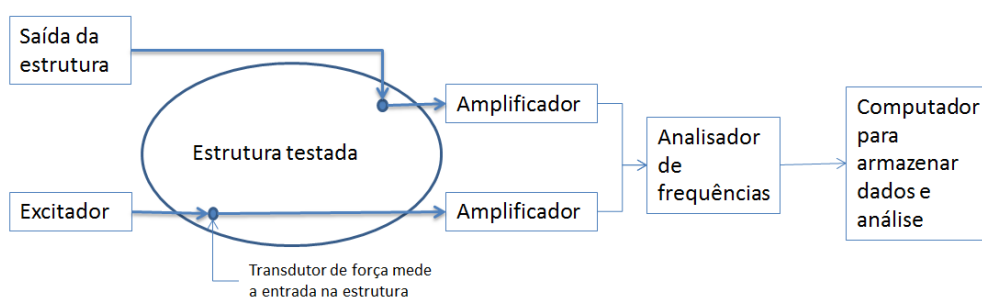 Saída da
estrutura
Amplificador
Estrutura testada
Analisador
de
frequências
Computador
para
armazenar
dados e
análise
Excitador
Amplificador
Transdutor de força mede
a entrada na estrutura